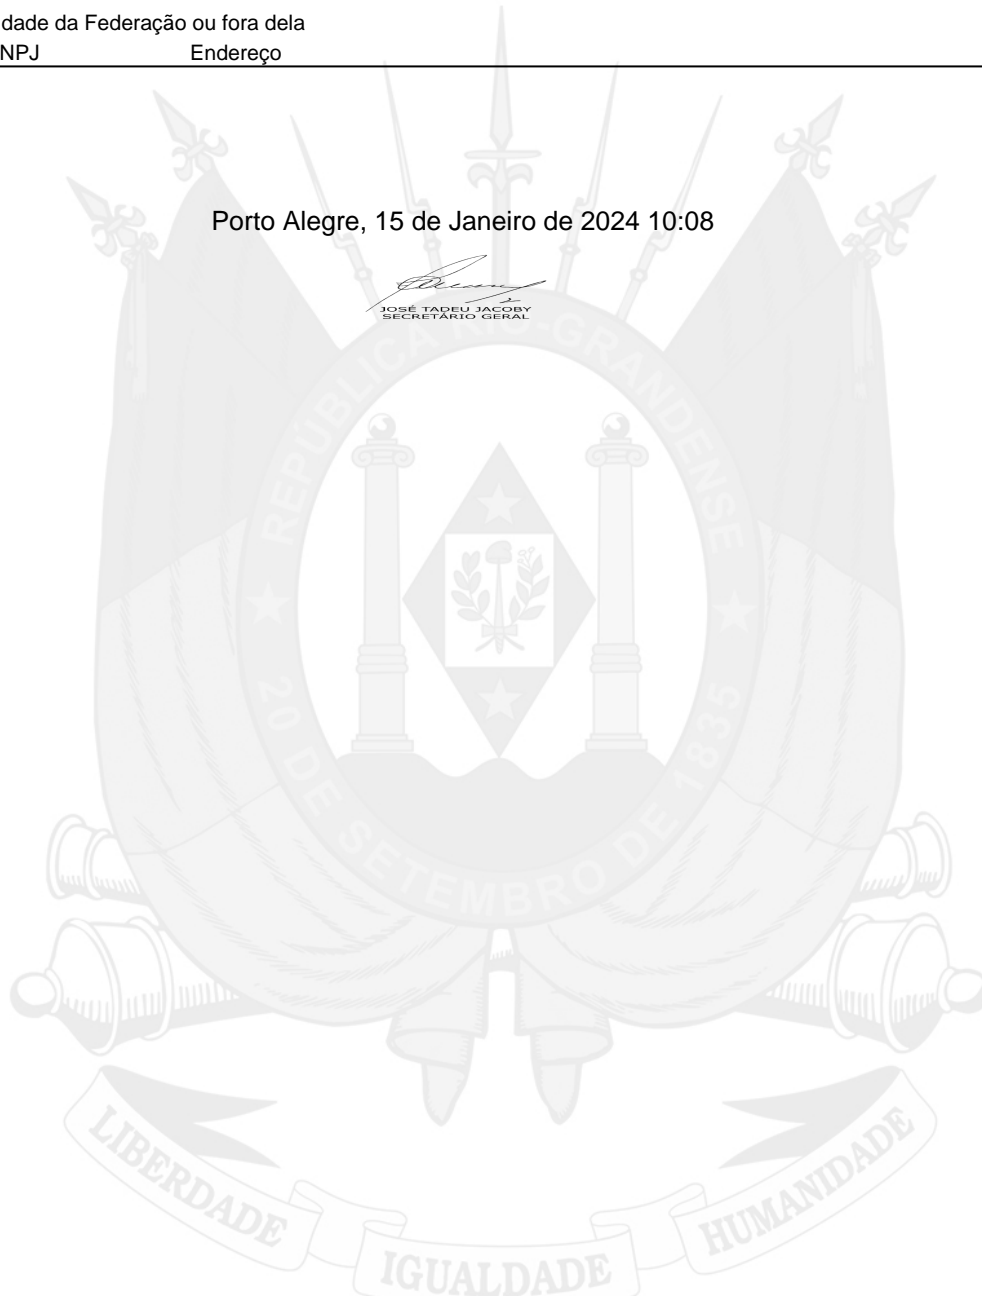 dade da Federação ou fora dela
NPJ Endereço
Porto Alegre, 15 de Janeiro de 2024 10:08
JOSÉ TADEU JACOBY
SECRETÁRIO GERAL
REPÚBLICA RIO-GRANDENSE
20 DE SETEMBRO DE 1835
LIBERDADE
IGUALDADE
HUMANIDADE